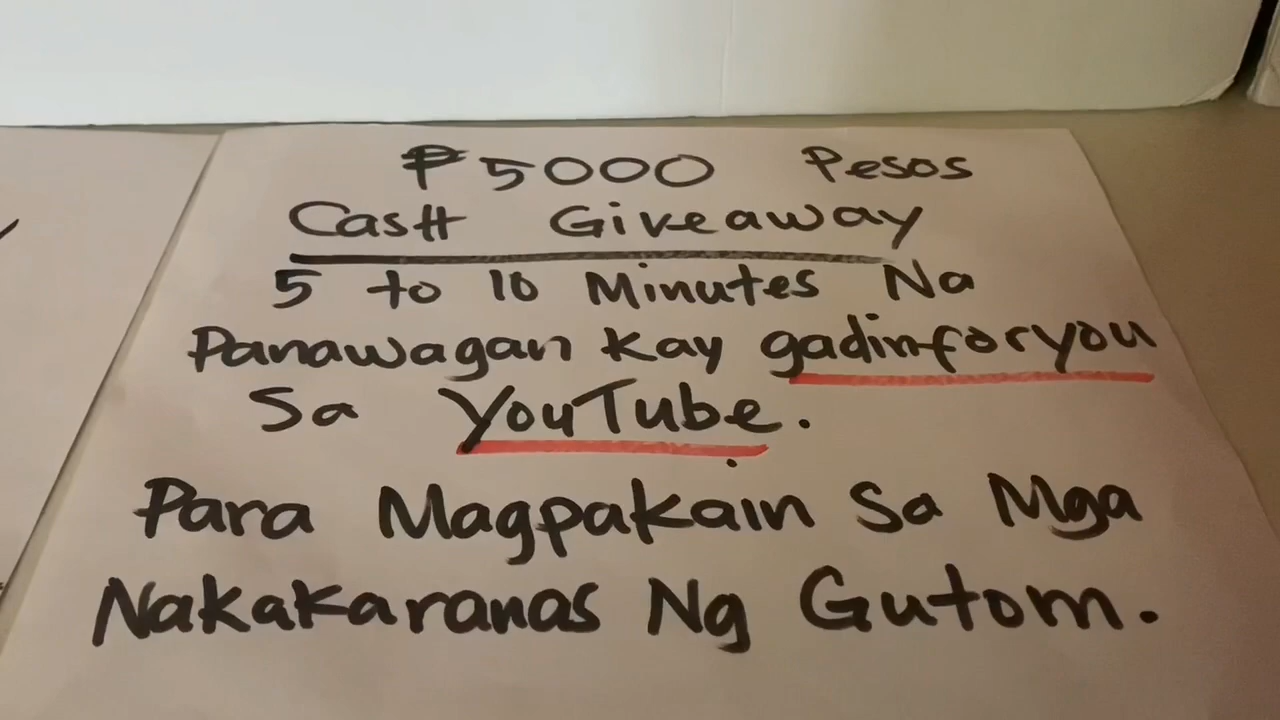 ₱5000 Pesos
Cash Giveaway
5 to 10 Minutes Na
Panawagan Kay gadinforyou
Sa YouTube.
Para Magpakain Sa Mga
Nakakaranas Ng Gutom.